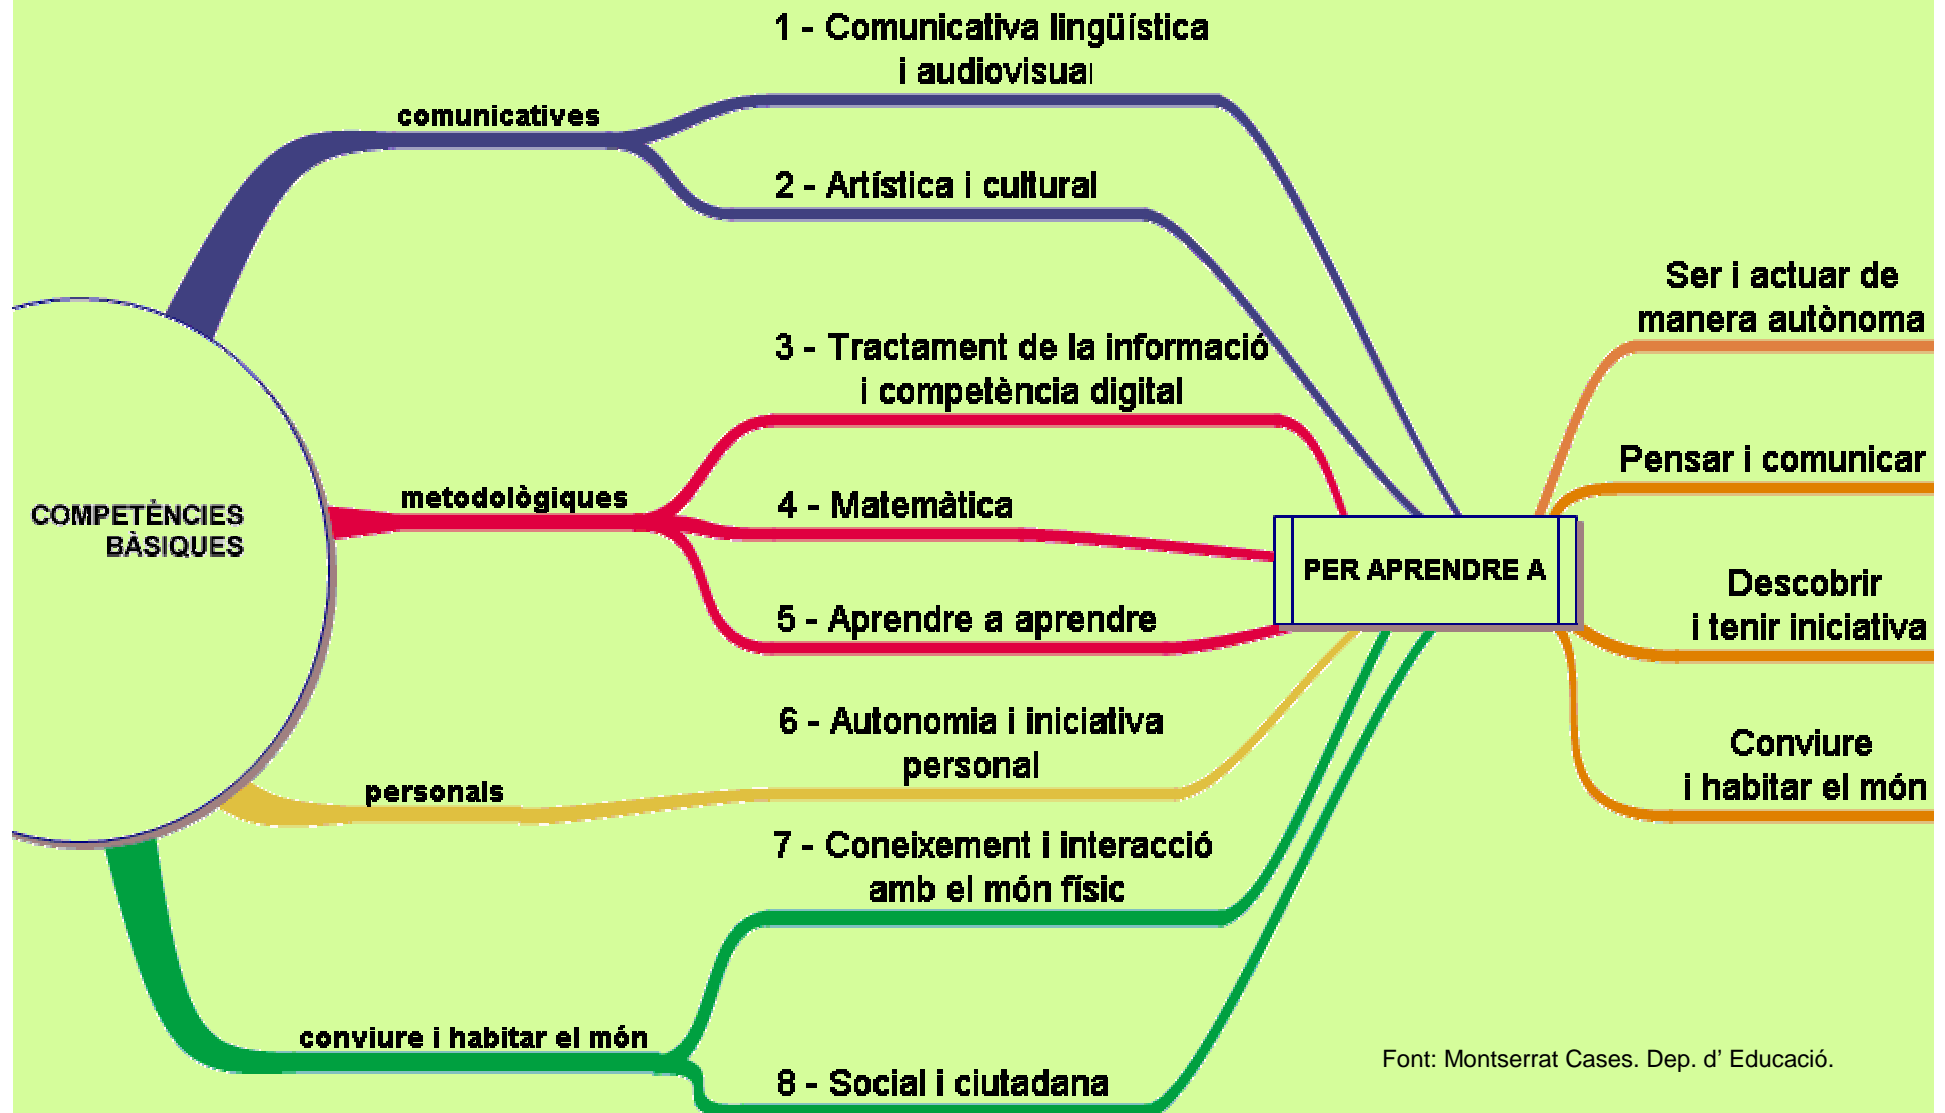 1 - Comunicativa lingüística
i audiovisual
comunicatives
2 - Artística i cultural
3 - Tractament de la informació
i competència digital
metodològiques
4 - Matemàtica
5 - Aprendre a aprendre
COMPETÈNCIES
BÀSIQUES
6 - Autonomia i iniciativa
personal
personals
7 - Coneixement i interacció
amb el món físic
conviure i habitar el món
8 - Social i ciutadana
PER APRENDRE A
Ser i actuar de
manera autònoma
Pensar i comunicar
Descobrir
i tenir iniciativa
Conviure
i habitar el món
Font: Montserrat Cases. Dep. d’ Educació.